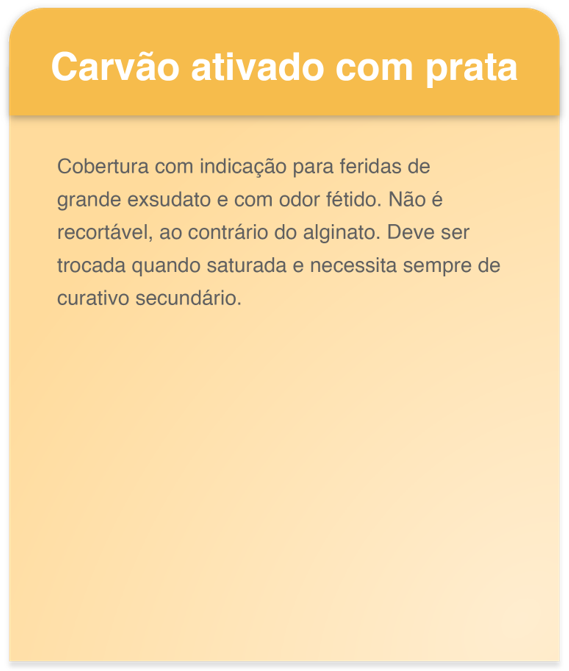 Carvão ativado com prata
Cobertura com indicação para feridas de
grande exsudato e com odor fétido. Não é
recortável, ao contrário do alginato. Deve ser
trocada quando saturada e necessita sempre de
curativo secundário.